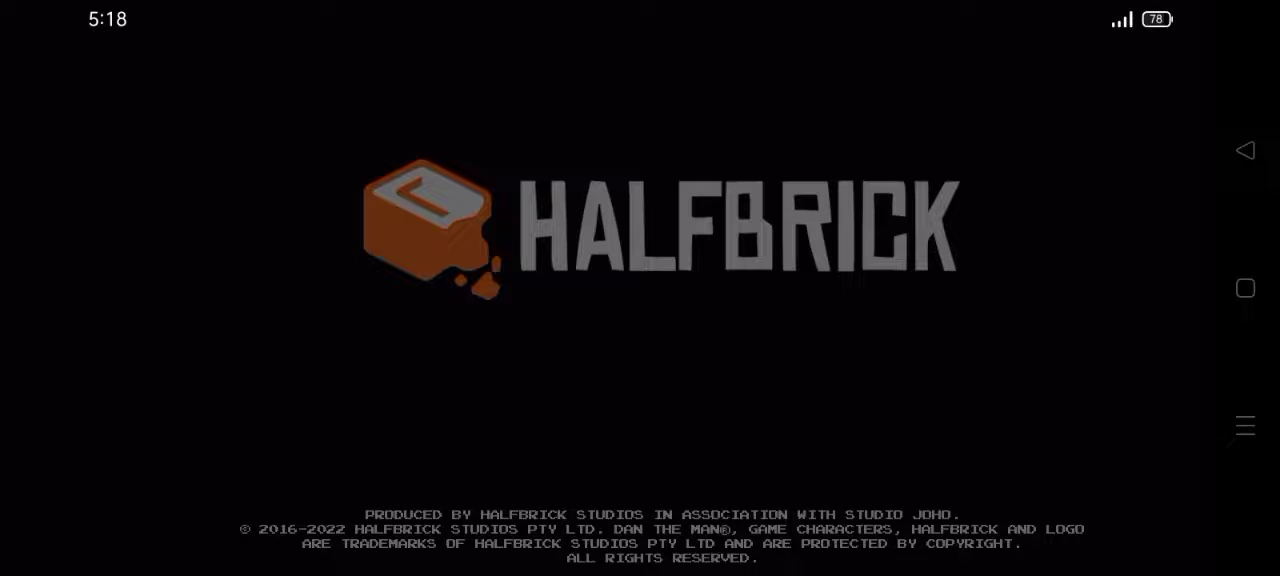 5:18
78
HALFBRICK
PRODUCED BY HALFBRICK STUDIOS IN ASSOCIATION WITH STUDIO JOHO.
© 2016-2022 HALFBRICK STUDIOS PTY LTD. DAN THE MAN®, GAME CHARACTERS, HALFBRICK AND LOGO
ARE TRADEMARKS OF HALFBRICK STUDIOS PTY LTD AND ARE PROTECTED BY COPYRIGHT.
ALL RIGHTS RESERVED.